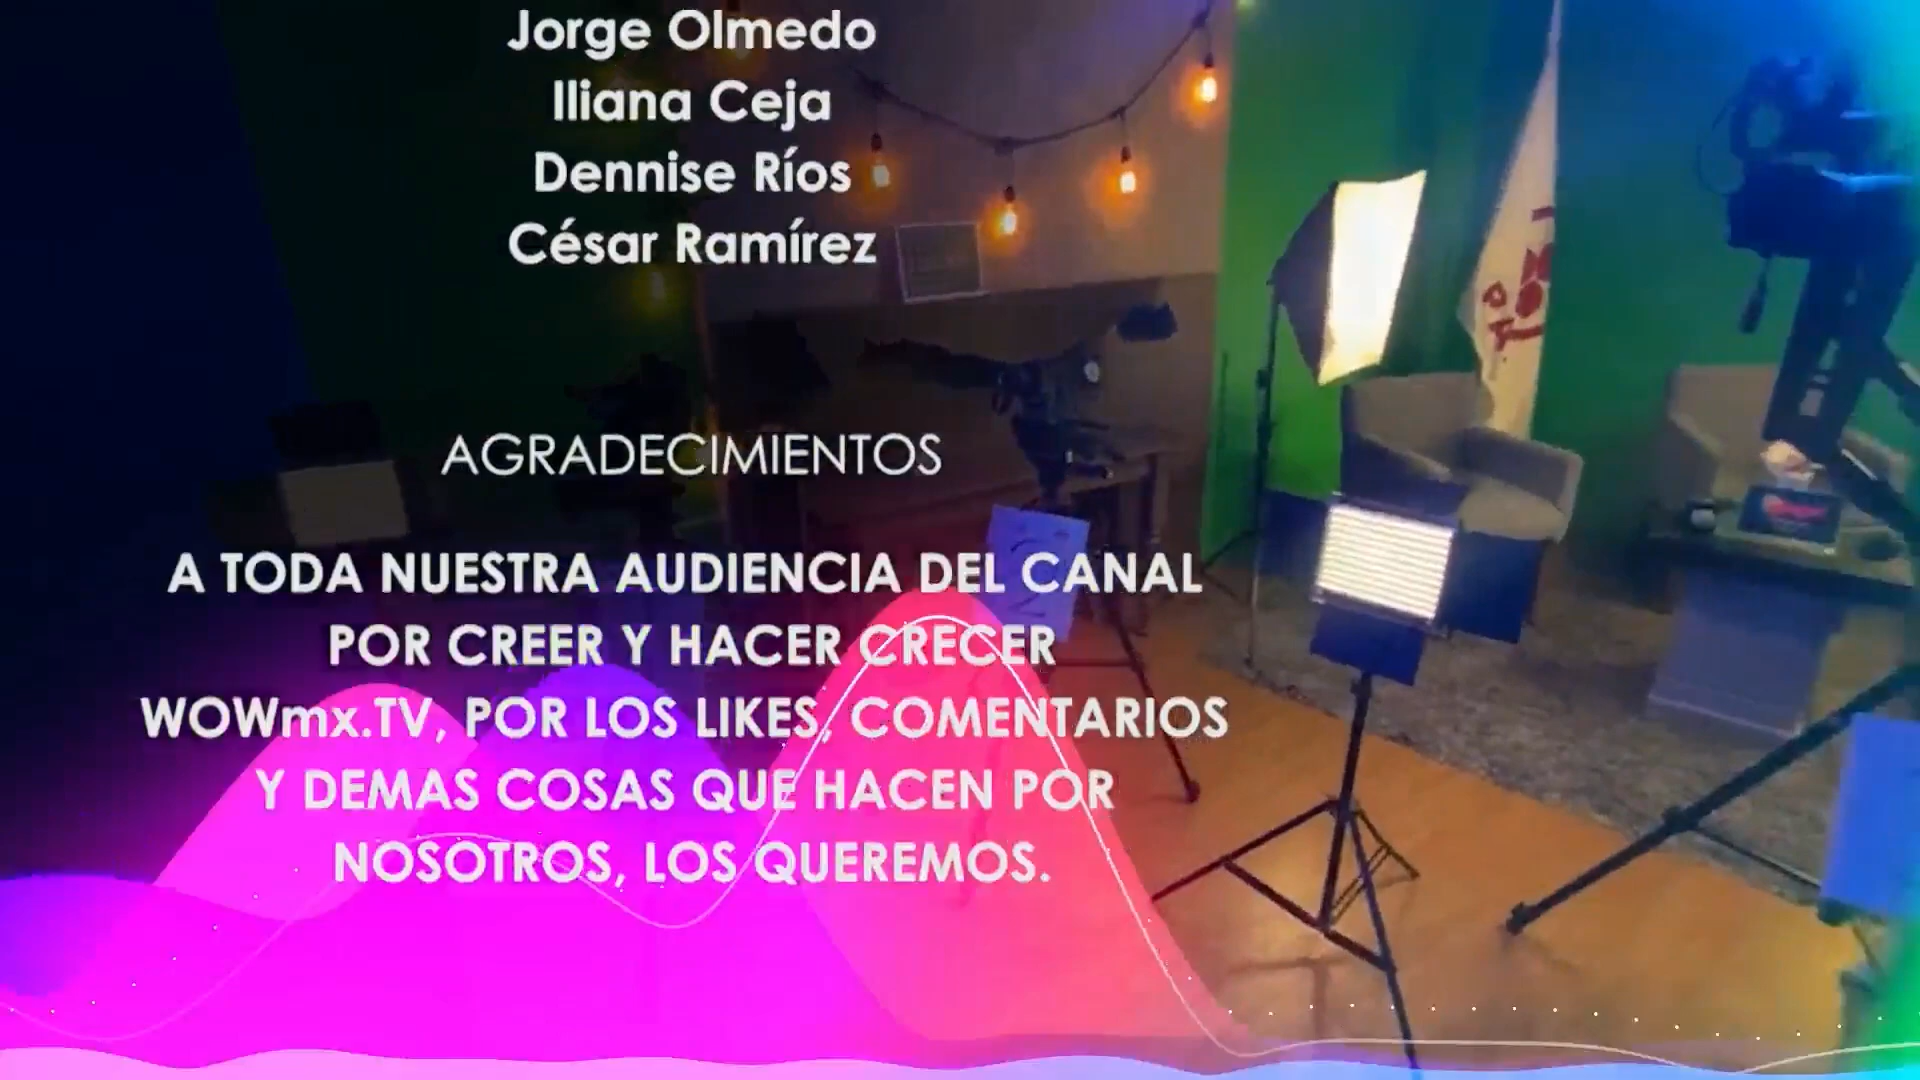 Jorge Olmedo
Iliana Ceja
Dennise Ríos
César Ramírez
AGRADECIMIENTOS
A TODA NUESTRA AUDIENCIA DEL CANAL
POR CREER Y HACER CRECER
WOWmx.TV, POR LOS LIKES, COMENTARIOS
Y DEMAS COSAS QUE HACEN POR
NOSOTROS, LOS QUEREMOS.